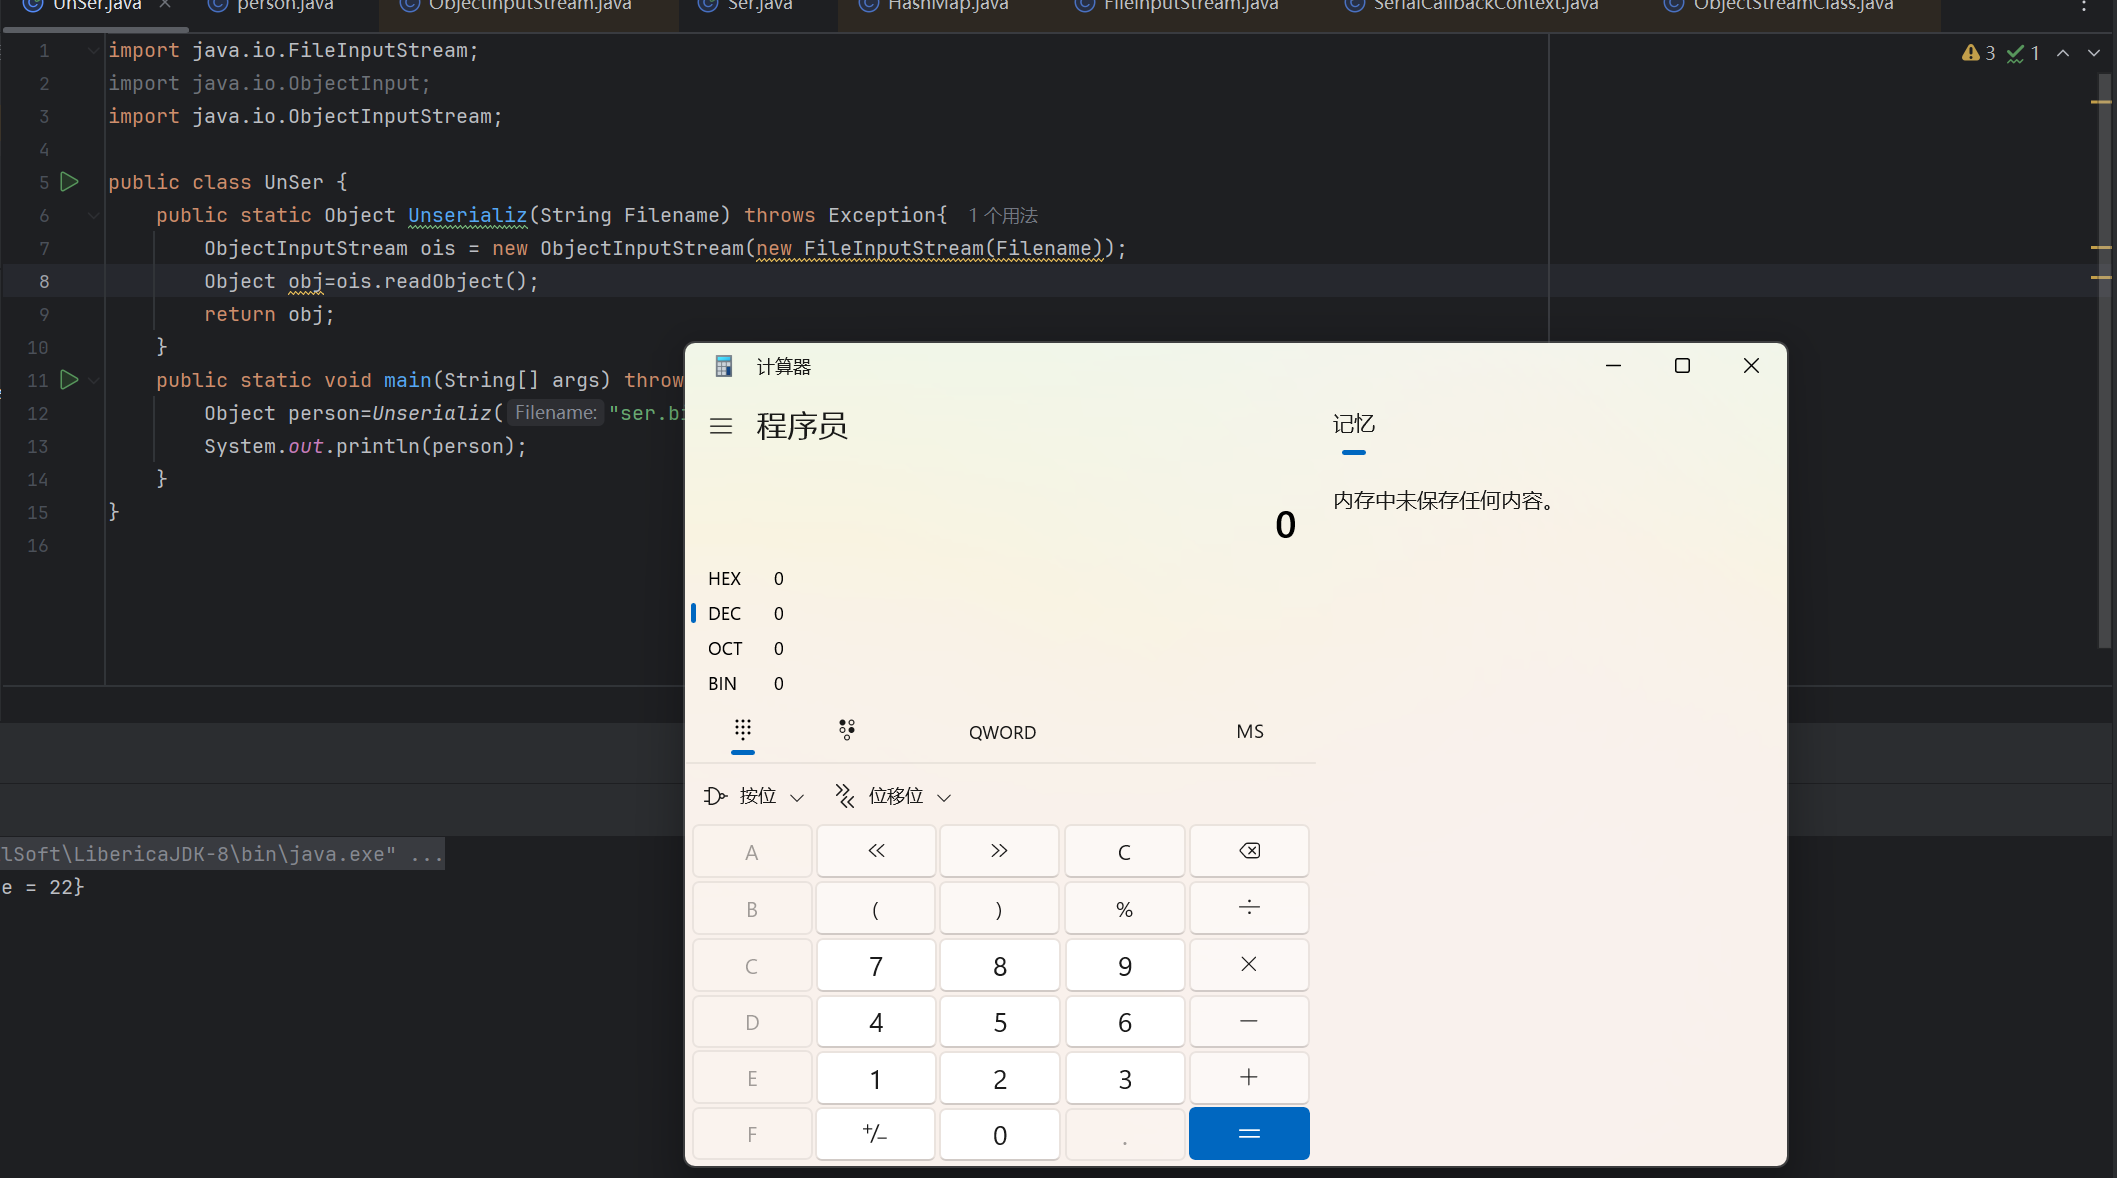 UnSer.java person.java ObjectInputStream.java Ser.java HashMap.java FileInputStream.java SerialCallbackContext.java ObjectStreamClass.java
1 import java.io.FileInputStream; 3 1
2 import java.io.ObjectInput;
3 import java.io.ObjectInputStream;
4
5 public class UnSer {
6 public static Object Unserializ(String Filename) throws Exception{ 1 个用法
7 ObjectInputStream ois = new ObjectInputStream(new FileInputStream(Filename));
8 Object obj=ois.readObject();
9 return obj;
10 }
11 public static void main(String[] args) throw
12 Object person=Unserializ( Filename: "ser.bi
13 System.out.println(person);
14 }
15 }
16
lSoft\LibericaJDK-8\bin\java.exe" ...
e = 22}
计算器
程序员
0
HEX 0
DEC 0
OCT 0
BIN 0
QWORD MS
按位 位移位
A « » C
B ( ) % ÷
C 7 8 9 ×
D 4 5 6 −
E 1 2 3 +
F +/− 0 . =
记忆
内存中未保存任何内容。